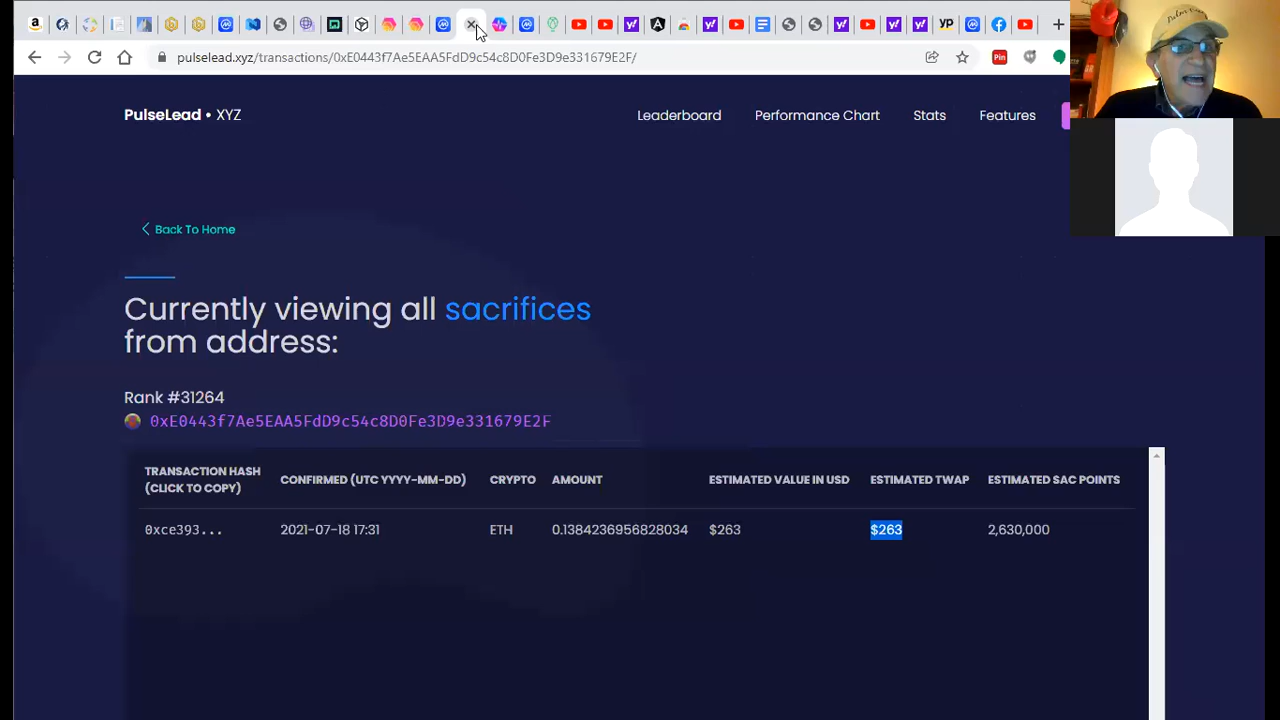 pulselead.xyz/transactions/0xE0443f7Ae5EAA5FdD9c54c8D0Fe3D9e331679E2F/
Pin
PulseLead • XYZ
Leaderboard
Performance Chart
Stats
Features
Back To Home
Currently viewing all sacrifices
from address:
Rank #31264
0xE0443f7Ae5EAA5FdD9c54c8D0Fe3D9e331679E2F
TRANSACTION HASH
(CLICK TO COPY)
CONFIRMED (UTC YYYY-MM-DD)
CRYPTO
AMOUNT
ESTIMATED VALUE IN USD
ESTIMATED TWAP
ESTIMATED SAC POINTS
0xce393...
2021-07-18 17:31
ETH
0.1384236956828034
$263
$263
2,630,000